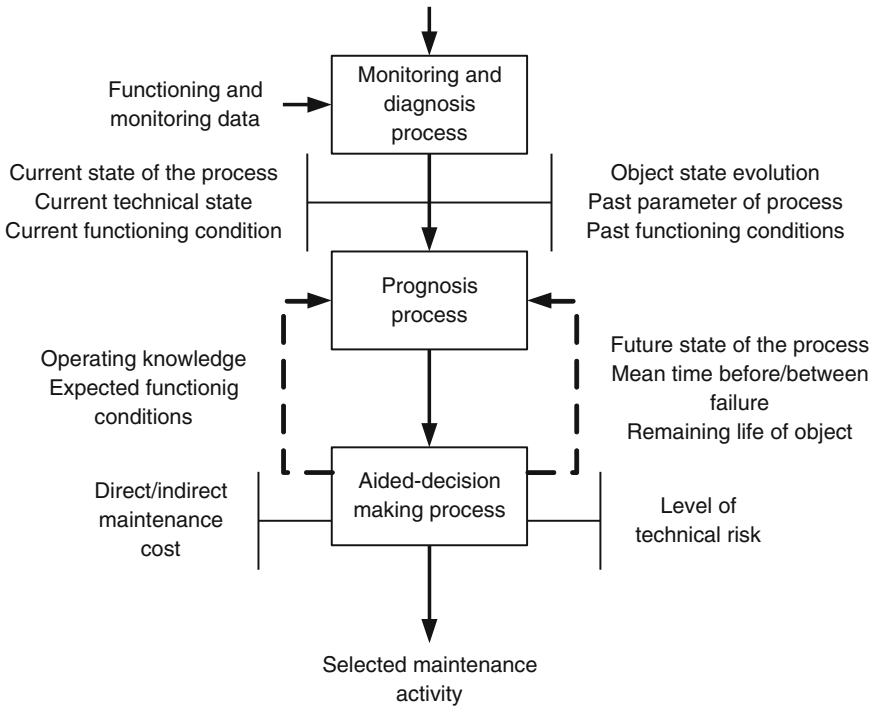 Monitoring and
diagnosis
process
Functioning and
monitoring data
Current state of the process
Current technical state
Current functioning condition
Object state evolution
Past parameter of process
Past functioning conditions
Prognosis
process
Operating knowledge
Expected functionig
conditions
Future state of the process
Mean time before/between
failure
Remaining life of object
Aided-decision
making process
Direct/indirect
maintenance
cost
Level of
technical risk
Selected maintenance
activity